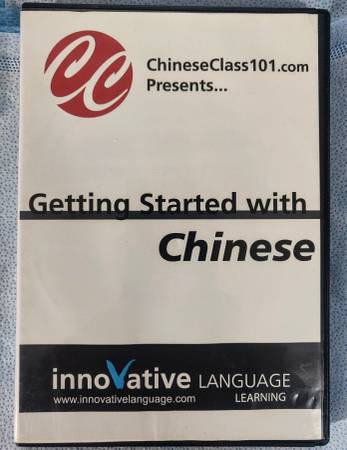 CC
ChineseClass101.com
Presents...
Getting Started with
Chinese
innoVative LANGUAGE
www.innovativelanguage.com LEARNING